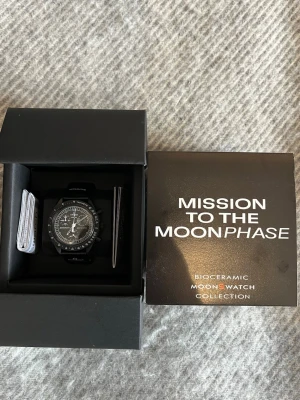 MISSION
TO THE
MOONPHASE
BIOCERAMIC
MOONSWATCH
COLLECTION